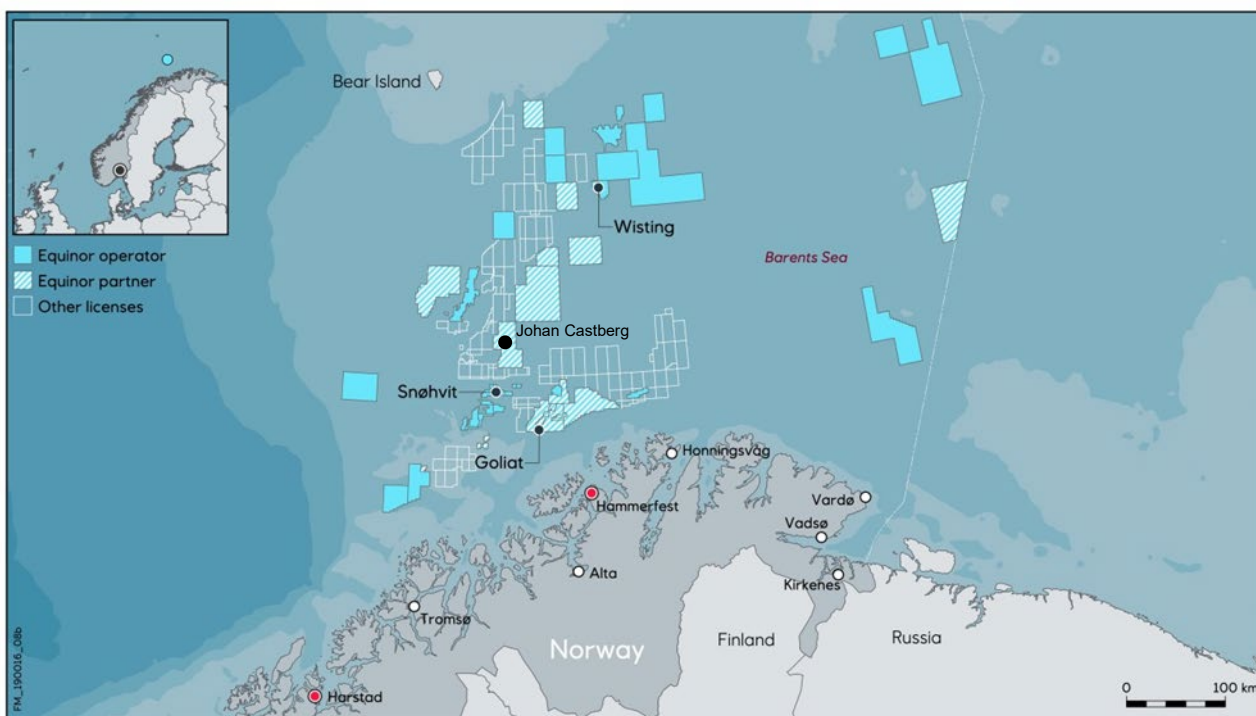 Bear Island
Wisting
Equinor operator
Equinor partner
Other licenses
Barents Sea
Johan Castberg
Snøhvit
Goliat
Honningsvåg
Hammerfest
Vardø
Vadsø
Alta
Kirkenes
Tromsø
Norway
Finland
Russia
Harstad
0 100 km
FM_190016_08b